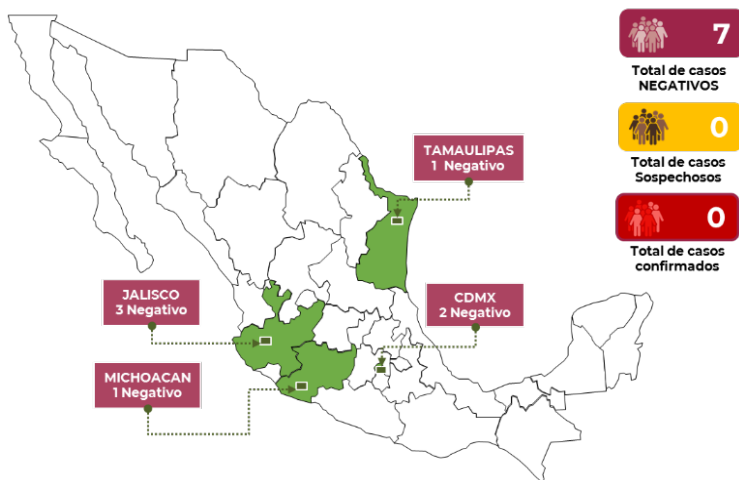 7
Total de casos
NEGATIVOS
0
Total de casos
Sospechosos
0
Total de casos
confirmados
TAMAULIPAS
1 Negativo
JALISCO
3 Negativo
CDMX
2 Negativo
MICHOACAN
1 Negativo